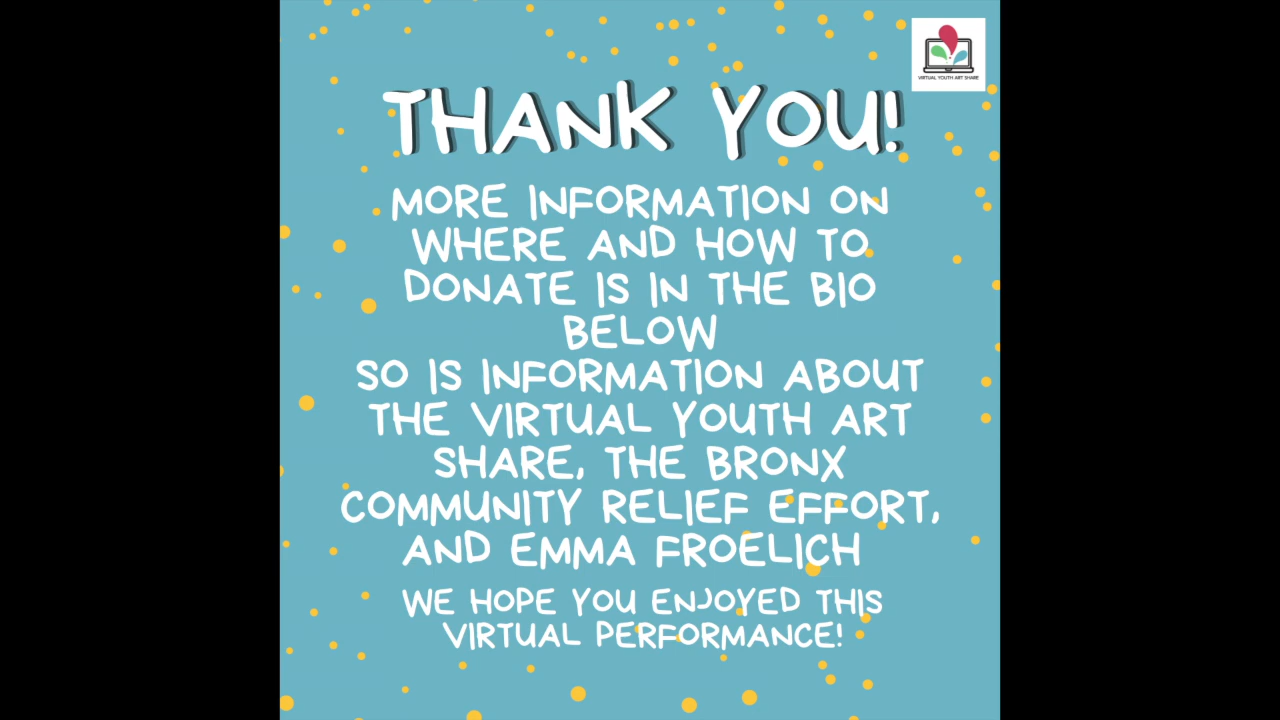 VIRTUAL YOUTH ART SHARE
THANK YOU!
MORE INFORMATION ON
WHERE AND HOW TO
DONATE IS IN THE BIO
BELOW
SO IS INFORMATION ABOUT
THE VIRTUAL YOUTH ART
SHARE, THE BRONX
COMMUNITY RELIEF EFFORT,
AND EMMA FROELICH
WE HOPE YOU ENJOYED THIS
VIRTUAL PERFORMANCE!